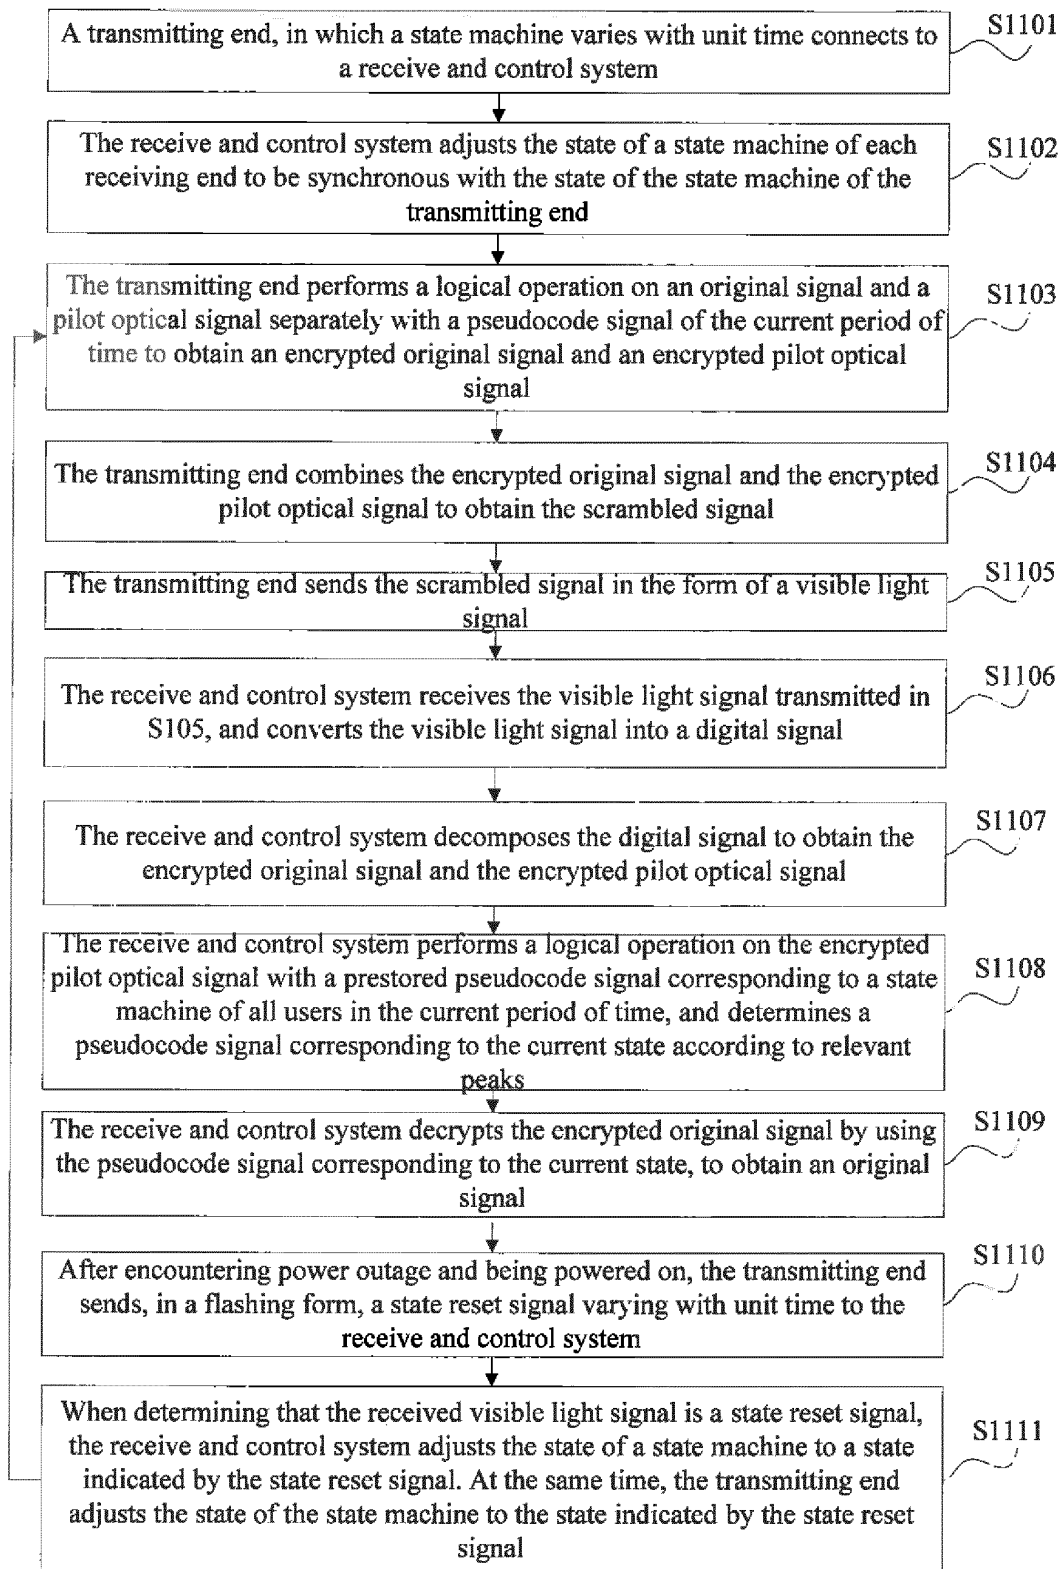 A transmitting end, in which a state machine varies with unit time connects to
a receive and control system
S1101
The receive and control system adjusts the state of a state machine of each
receiving end to be synchronous with the state of the state machine of the
transmitting end
S1102
The transmitting end performs a logical operation on an original signal and a
pilot optical signal separately with a pseudocode signal of the current period of
time to obtain an encrypted original signal and an encrypted pilot optical
signal
S1103
The transmitting end combines the encrypted original signal and the encrypted
pilot optical signal to obtain the scrambled signal
S1104
The transmitting end sends the scrambled signal in the form of a visible light
signal
S1105
The receive and control system receives the visible light signal transmitted in
S105, and converts the visible light signal into a digital signal
S1106
The receive and control system decomposes the digital signal to obtain the
encrypted original signal and the encrypted pilot optical signal
S1107
The receive and control system performs a logical operation on the encrypted
pilot optical signal with a prestored pseudocode signal corresponding to a state
machine of all users in the current period of time, and determines a
pseudocode signal corresponding to the current state according to relevant
peaks
S1108
The receive and control system decrypts the encrypted original signal by using
the pseudocode signal corresponding to the current state, to obtain an original
signal
S1109
After encountering power outage and being powered on, the transmitting end
sends, in a flashing form, a state reset signal varying with unit time to the
receive and control system
S1110
When determining that the received visible light signal is a state reset signal,
the receive and control system adjusts the state of a state machine to a state
indicated by the state reset signal. At the same time, the transmitting end
adjusts the state of the state machine to the state indicated by the state reset
signal
S1111